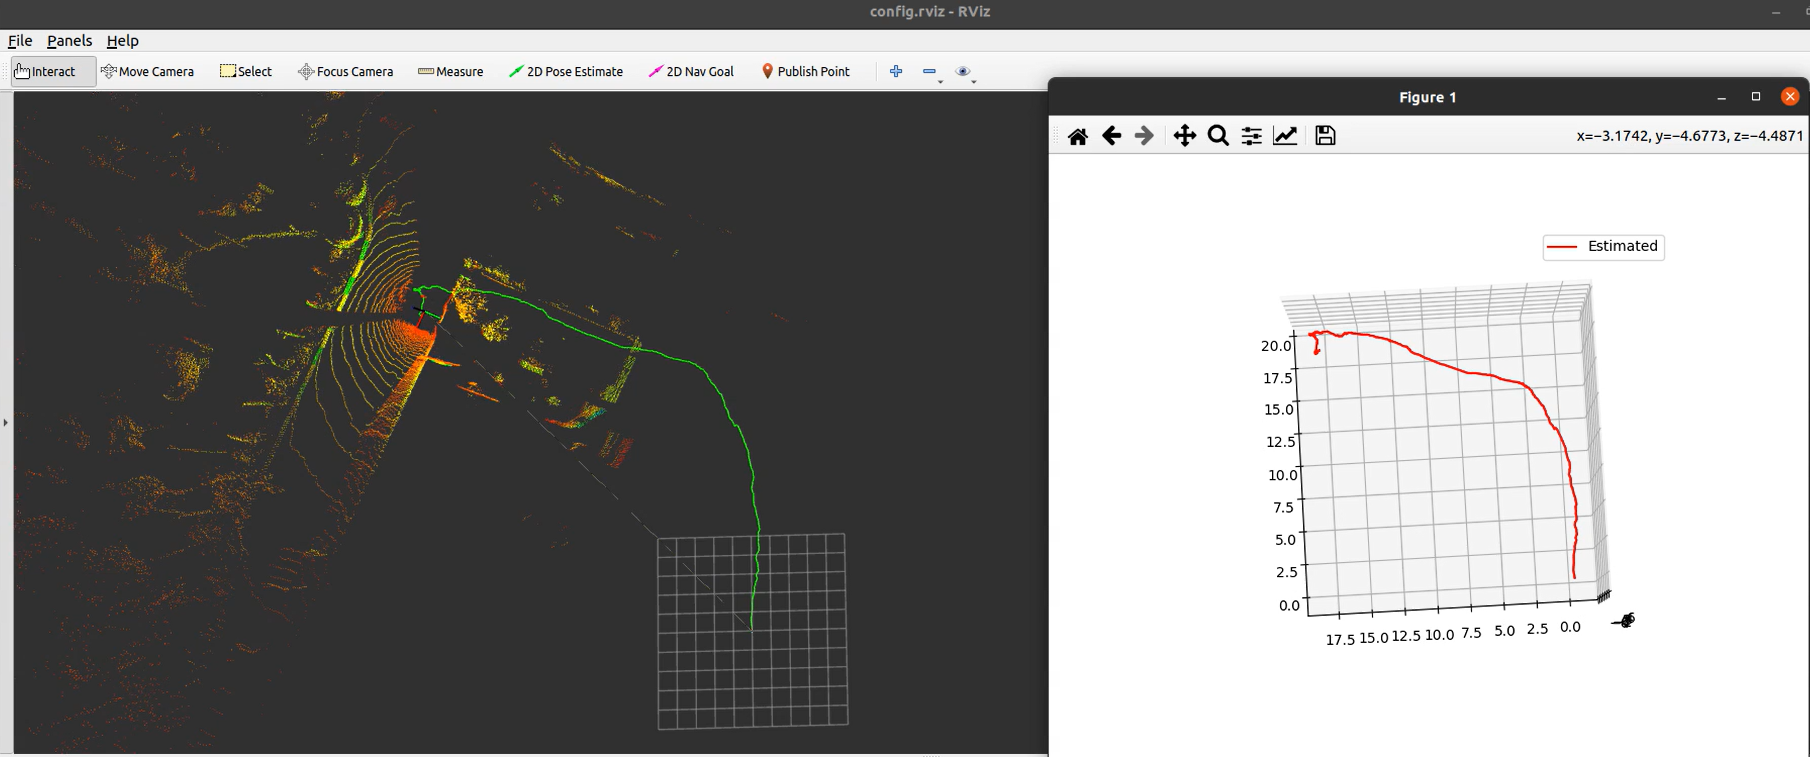 config.rviz - RViz
File Panels Help
Interact Move Camera Select Focus Camera Measure 2D Pose Estimate 2D Nav Goal Publish Point
Figure 1
x=−3.1742, y=−4.6773, z=−4.4871
Estimated
20.0
17.5
15.0
12.5
10.0
7.5
5.0
2.5
0.0
17.5 15.0 12.5 10.0 7.5 5.0 2.5 0.0